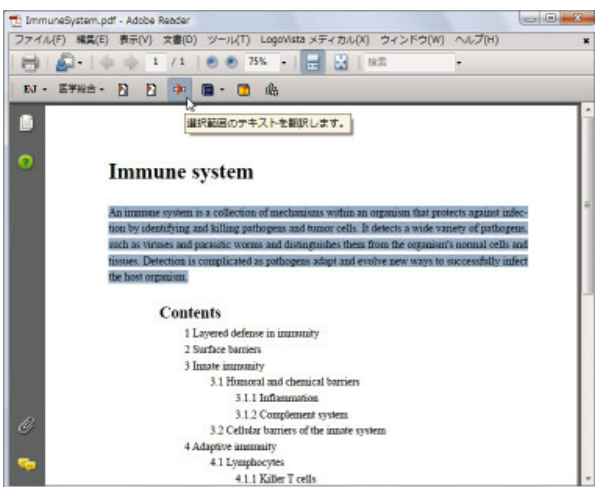 ImmuneSystem.pdf - Adobe Reader
ファイル(F) 編集(E) 表示(V) 文書(D) ツール(T) LogoVista メディカル(X) ウィンドウ(W) ヘルプ(H)
1 / 1 75% 検索
EJ 医学総合
選択範囲のテキストを翻訳します。
Immune system
An immune system is a collection of mechanisms within an organism that protects against infec-
tion by identifying and killing pathogens and tumor cells. It detects a wide variety of pathogens,
such as viruses and parasitic worms and distinguishes them from the organism's normal cells and
tissues. Detection is complicated as pathogens adapt and evolve new ways to successfully infect
the host organism.
Contents
1 Layered defense in immunity
2 Surface barriers
3 Innate immunity
3.1 Humoral and chemical barriers
3.1.1 Inflammation
3.1.2 Complement system
3.2 Cellular barriers of the innate system
4 Adaptive immunity
4.1 Lymphocytes
4.1.1 Killer T cells